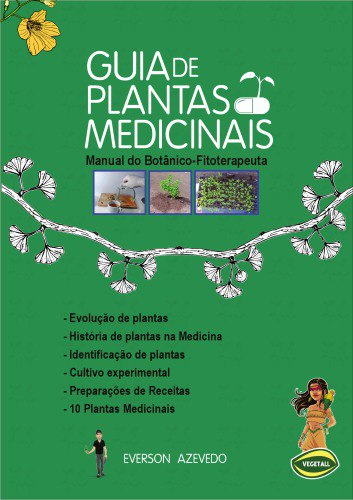 GUIA DE
PLANTAS
MEDICINAIS
Manual do Botânico-Fitoterapeuta
- Evolução de plantas
- História de plantas na Medicina
- Identificação de plantas
- Cultivo experimental
- Preparações de Receitas
- 10 Plantas Medicinais
EVERSON AZEVEDO
VEGETALL